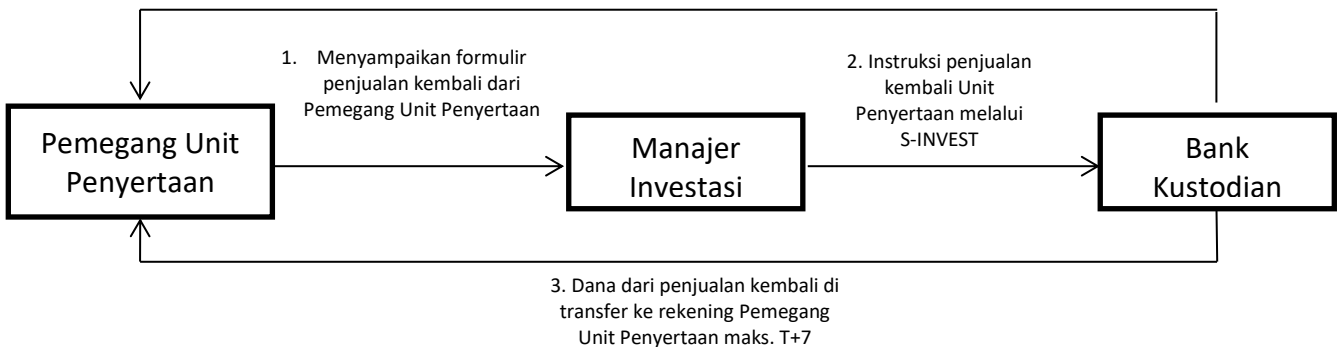 1. Menyampaikan formulir
penjualan kembali dari
Pemegang Unit Penyertaan
2. Instruksi penjualan
kembali Unit
Penyertaan melalui
S-INVEST
Pemegang Unit
Penyertaan
Manajer
Investasi
Bank
Kustodian
3. Dana dari penjualan kembali di
transfer ke rekening Pemegang
Unit Penyertaan maks. T+7